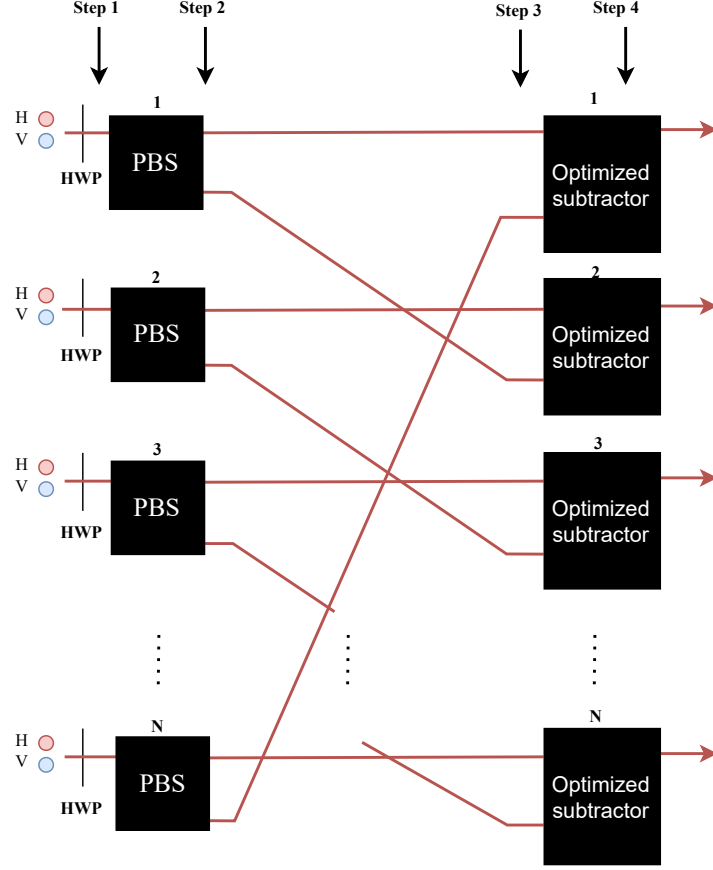 Step 1
Step 2
Step 3
Step 4
1
1
H
V
HWP
PBS
Optimized
subtractor
2
2
H
V
HWP
PBS
Optimized
subtractor
3
3
H
V
HWP
PBS
Optimized
subtractor
N
N
H
V
HWP
PBS
Optimized
subtractor